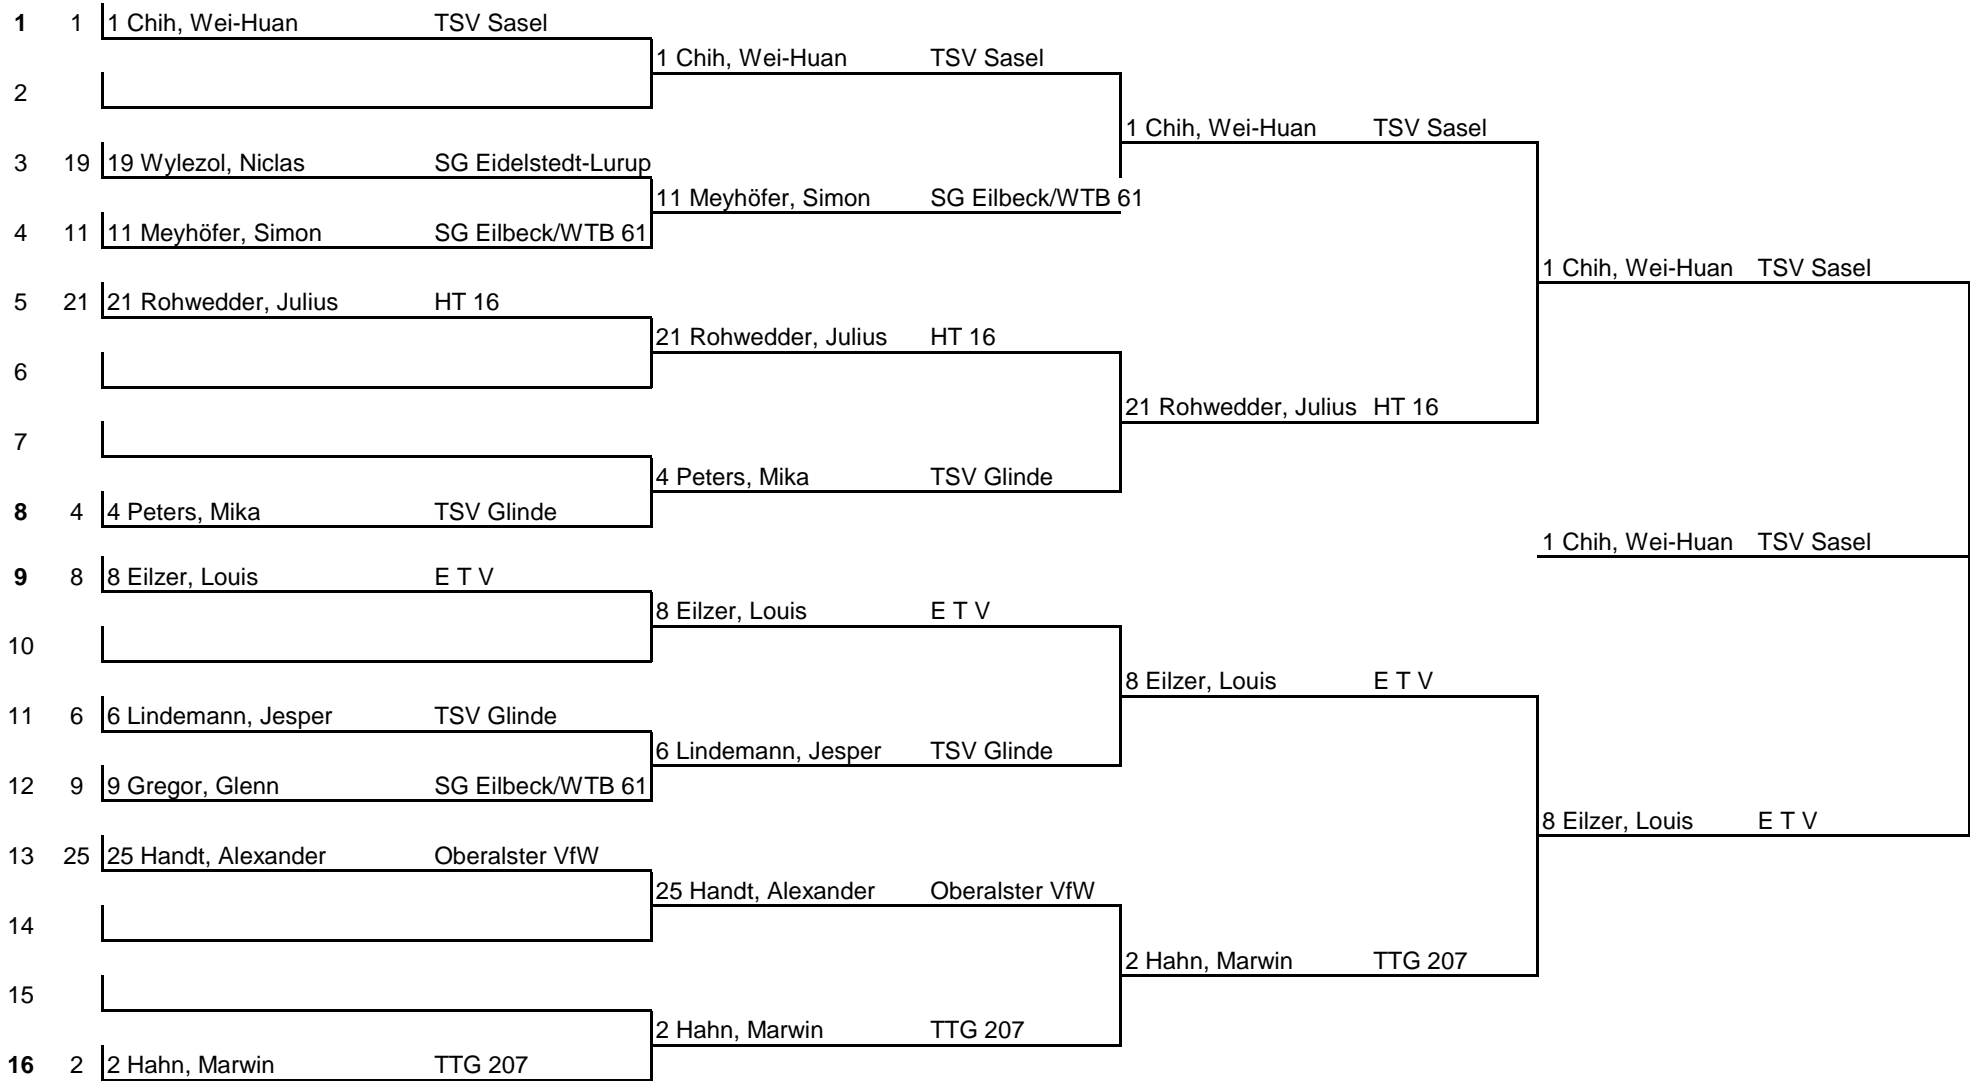 1 1 1 Chih, Wei-Huan TSV Sasel
1 Chih, Wei-Huan TSV Sasel
2
1 Chih, Wei-Huan TSV Sasel
3 19 19 Wylezol, Niclas SG Eidelstedt-Lurup
11 Meyhöfer, Simon SG Eilbeck/WTB 61
4 11 11 Meyhöfer, Simon SG Eilbeck/WTB 61
1 Chih, Wei-Huan TSV Sasel
5 21 21 Rohwedder, Julius HT 16
21 Rohwedder, Julius HT 16
6
21 Rohwedder, Julius HT 16
7
4 Peters, Mika TSV Glinde
8 4 4 Peters, Mika TSV Glinde
1 Chih, Wei-Huan TSV Sasel
9 8 8 Eilzer, Louis E T V
8 Eilzer, Louis E T V
10
8 Eilzer, Louis E T V
11 6 6 Lindemann, Jesper TSV Glinde
6 Lindemann, Jesper TSV Glinde
12 9 9 Gregor, Glenn SG Eilbeck/WTB 61
8 Eilzer, Louis E T V
13 25 25 Handt, Alexander Oberalster VfW
25 Handt, Alexander Oberalster VfW
14
2 Hahn, Marwin TTG 207
15
2 Hahn, Marwin TTG 207
16 2 2 Hahn, Marwin TTG 207